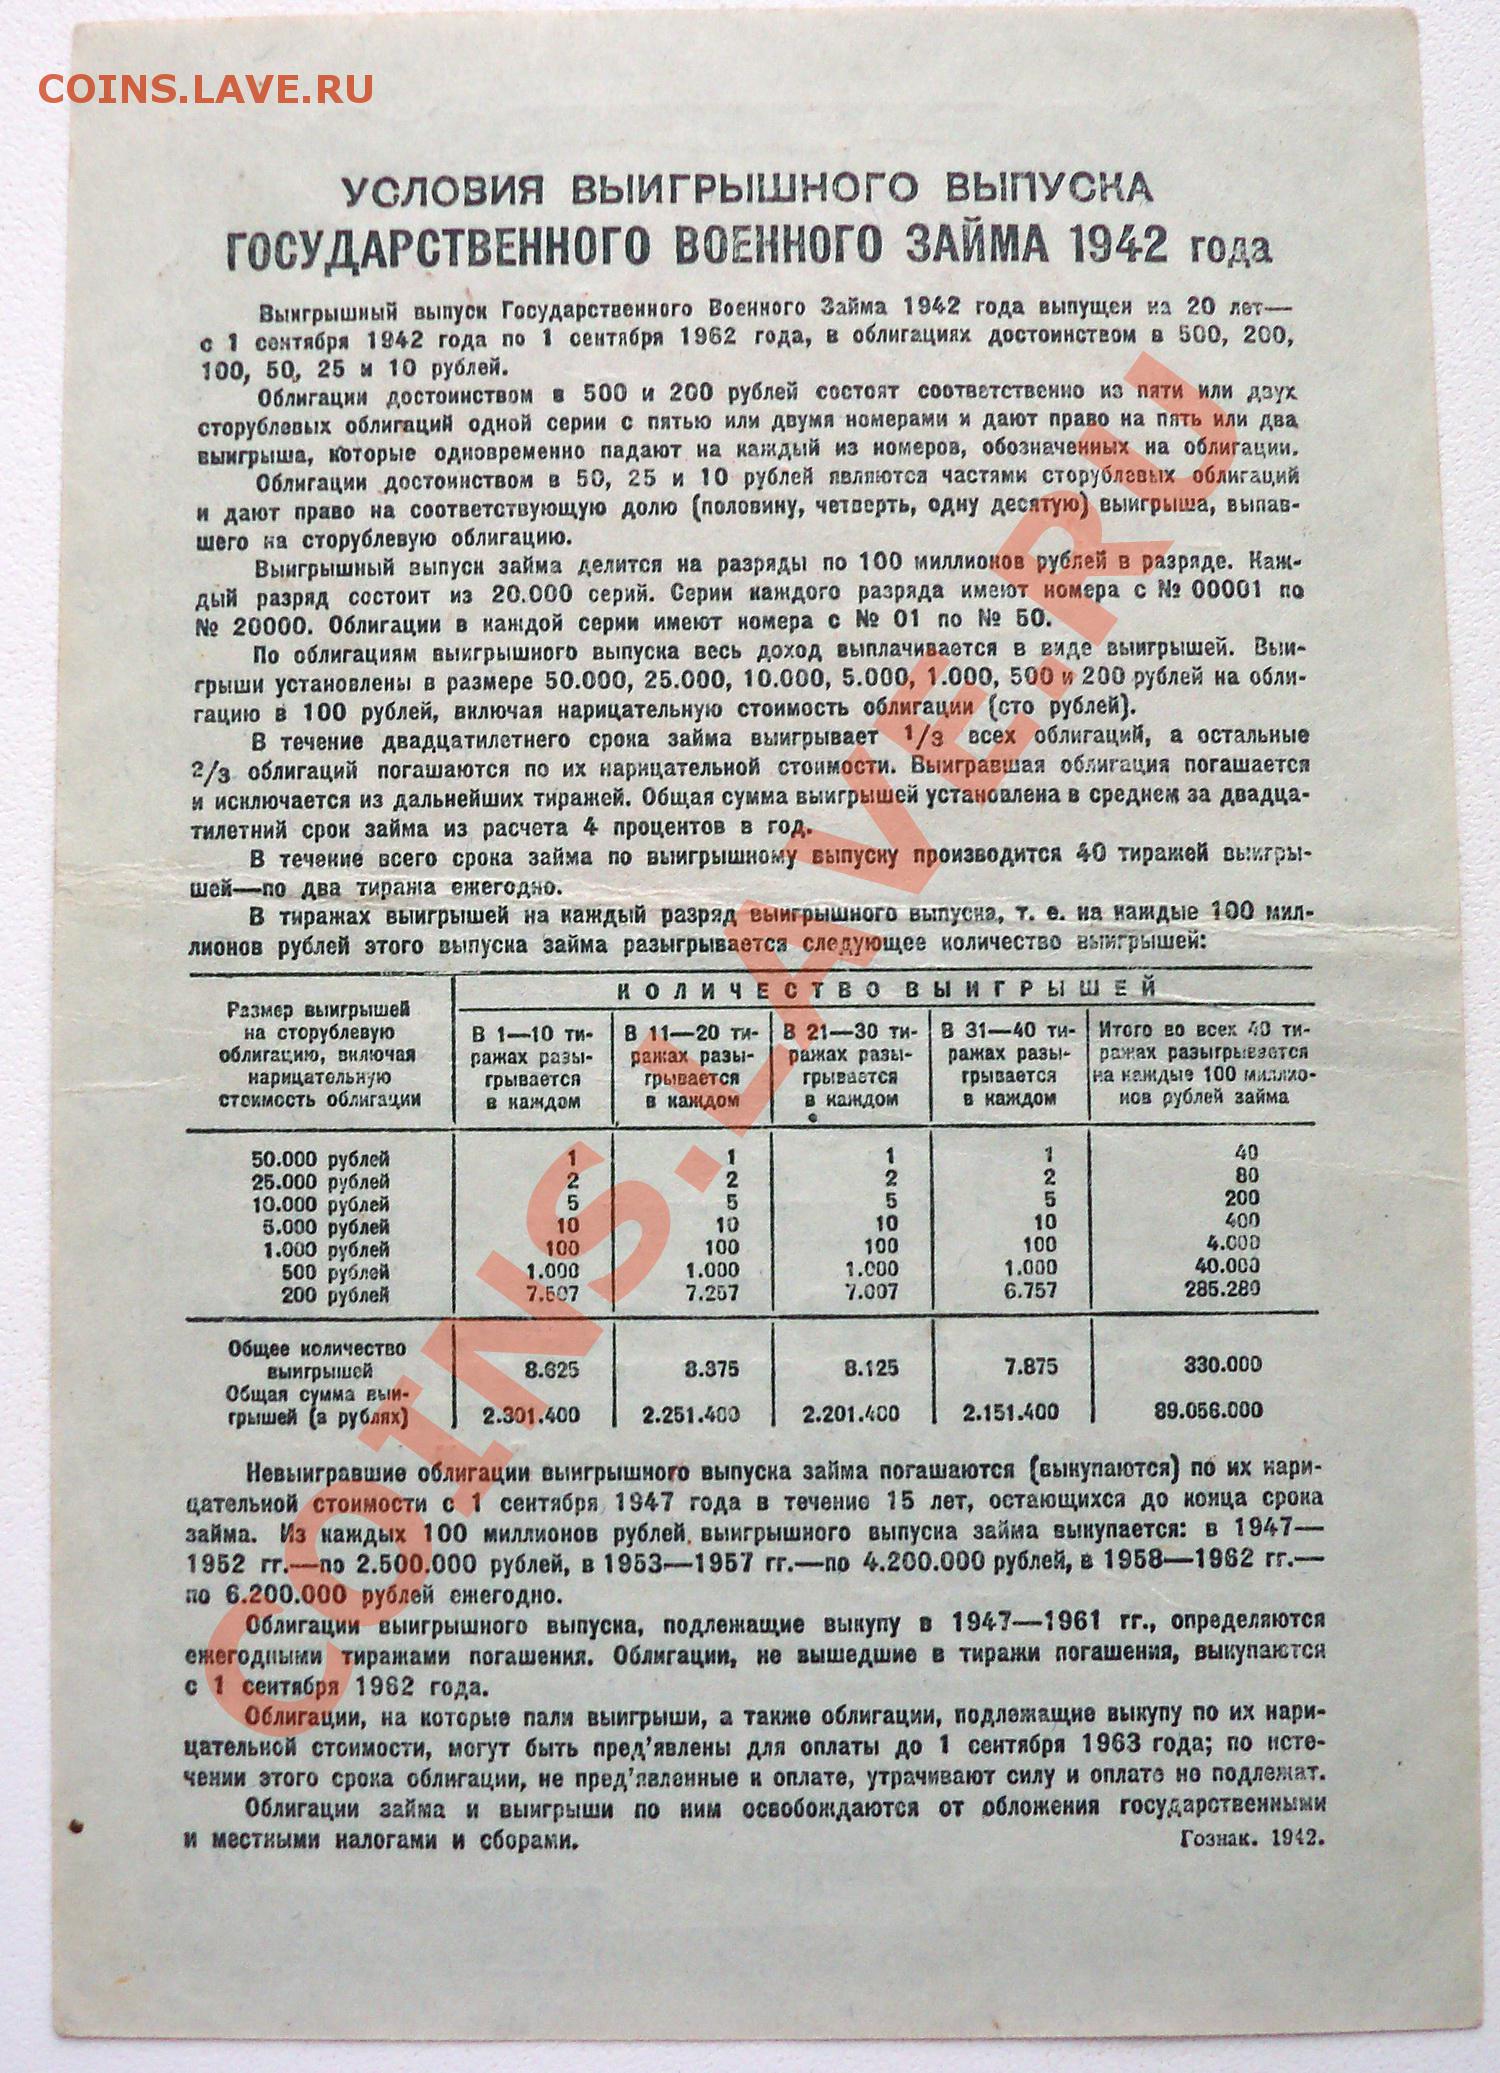 COINS.LAVE.RU
УСЛОВИЯ ВЫИГРЫШНОГО ВЫПУСКА
ГОСУДАРСТВЕННОГО ВОЕННОГО ЗАЙМА 1942 года
Выигрышный выпуск Государственного Военного Займа 1942 года выпущен на 20 лет—
с 1 сентября 1942 года по 1 сентября 1962 года, в облигациях достоинством в 500, 200,
100, 50, 25 и 10 рублей.
Облигации достоинством в 500 и 200 рублей состоят соответственно из пяти или двух
сторублевых облигаций одной серии с пятью или двумя номерами и дают право на пять или два
выигрыша, которые одновременно падают на каждый из номеров, обозначенных на облигации.
Облигации достоинством в 50, 25 и 10 рублей являются частями сторублевых облигаций
и дают право на соответствующую долю (половину, четверть, одну десятую) выигрыша, выпав-
шего на сторублевую облигацию.
Выигрышный выпуск займа делится на разряды по 100 миллионов рублей в разряде. Каж-
дый разряд состоит из 20.000 серий. Серии каждого разряда имеют номера с № 00001 по
№ 20000. Облигации в каждой серии имеют номера с № 01 по № 50.
По облигациям выигрышного выпуска весь доход выплачивается в виде выигрышей. Выи-
грыши установлены в размере 50.000, 25.000, 10.000, 5.000, 1.000, 500 и 200 рублей на обли-
гацию в 100 рублей, включая нарицательную стоимость облигации (сто рублей).
В течение двадцатилетнего срока займа выигрывает 1/3 всех облигаций, а остальные
2/3 облигаций погашаются по их нарицательной стоимости. Выигравшая облигация погашается
и исключается из дальнейших тиражей. Общая сумма выигрышей установлена в среднем за двадца-
тилетний срок займа из расчета 4 процентов в год.
В течение всего срока займа по выигрышному выпуску производится 40 тиражей выигры-
шей—по два тиража ежегодно.
В тиражах выигрышей на каждый разряд выигрышного выпуска, т. е. на каждые 100 мил-
лионов рублей этого выпуска займа разыгрывается следующее количество выигрышей:
Размер выигрышей
на сторублевую
облигацию, включая
нарицательную
стоимость облигации
КОЛИЧЕСТВО ВЫИГРЫШЕЙ
В 1—10 ти-
ражах разы-
грывается
в каждом
В 11—20 ти-
ражах разы-
грывается
в каждом
В 21—30 ти-
ражах разы-
грывается
в каждом
В 31—40 ти-
ражах разы-
грывается
в каждом
Итого во всех 40 ти-
ражах разыгрывается
на каждые 100 миллио-
нов рублей займа
50.000 рублей 1 1 1 1 40
25.000 рублей 2 2 2 2 80
10.000 рублей 5 5 5 5 200
5.000 рублей 10 10 10 10 400
1.000 рублей 100 100 100 100 4.000
500 рублей 1.000 1.000 1.000 1.000 40.000
200 рублей 7.507 7.257 7.007 6.757 285.280
Общее количество
выигрышей 8.625 8.375 8.125 7.875 330.000
Общая сумма выи-
грышей (в рублях) 2.301.400 2.251.400 2.201.400 2.151.400 89.056.000
Невыигравшие облигации выигрышного выпуска займа погашаются (выкупаются) по их нари-
цательной стоимости с 1 сентября 1947 года в течение 15 лет, остающихся до конца срока
займа. Из каждых 100 миллионов рублей выигрышного выпуска займа выкупается: в 1947—
1952 гг.—по 2.500.000 рублей, в 1953—1957 гг.—по 4.200.000 рублей, в 1958—1962 гг.—
по 6.200.000 рублей ежегодно.
Облигации выигрышного выпуска, подлежащие выкупу в 1947—1961 гг., определяются
ежегодными тиражами погашения. Облигации, не вышедшие в тиражи погашения, выкупаются
с 1 сентября 1962 года.
Облигации, на которые пали выигрыши, а также облигации, подлежащие выкупу по их нари-
цательной стоимости, могут быть пред'явлены для оплаты до 1 сентября 1963 года; по исте-
чении этого срока облигации, не пред'явленные к оплате, утрачивают силу и оплате не подлежат.
Облигации займа и выигрыши по ним освобождаются от обложения государственными
и местными налогами и сборами.
Гознак. 1942.
COINS.LAVE.RU